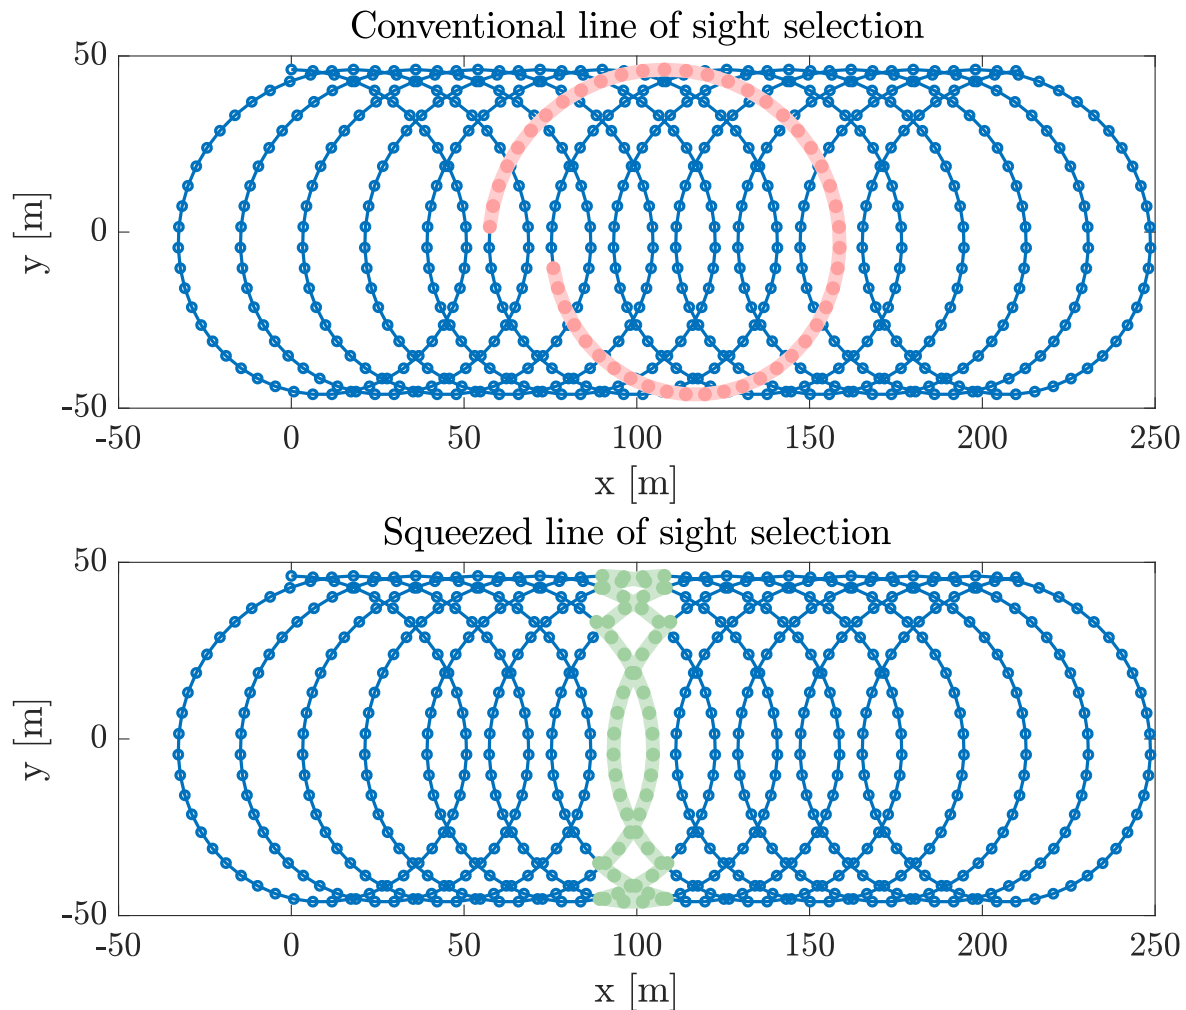 Conventional line of sight selection
50
0
-50
y [m]
-50 0 50 100 150 200 250
x [m]
Squeezed line of sight selection
50
0
-50
y [m]
-50 0 50 100 150 200 250
x [m]